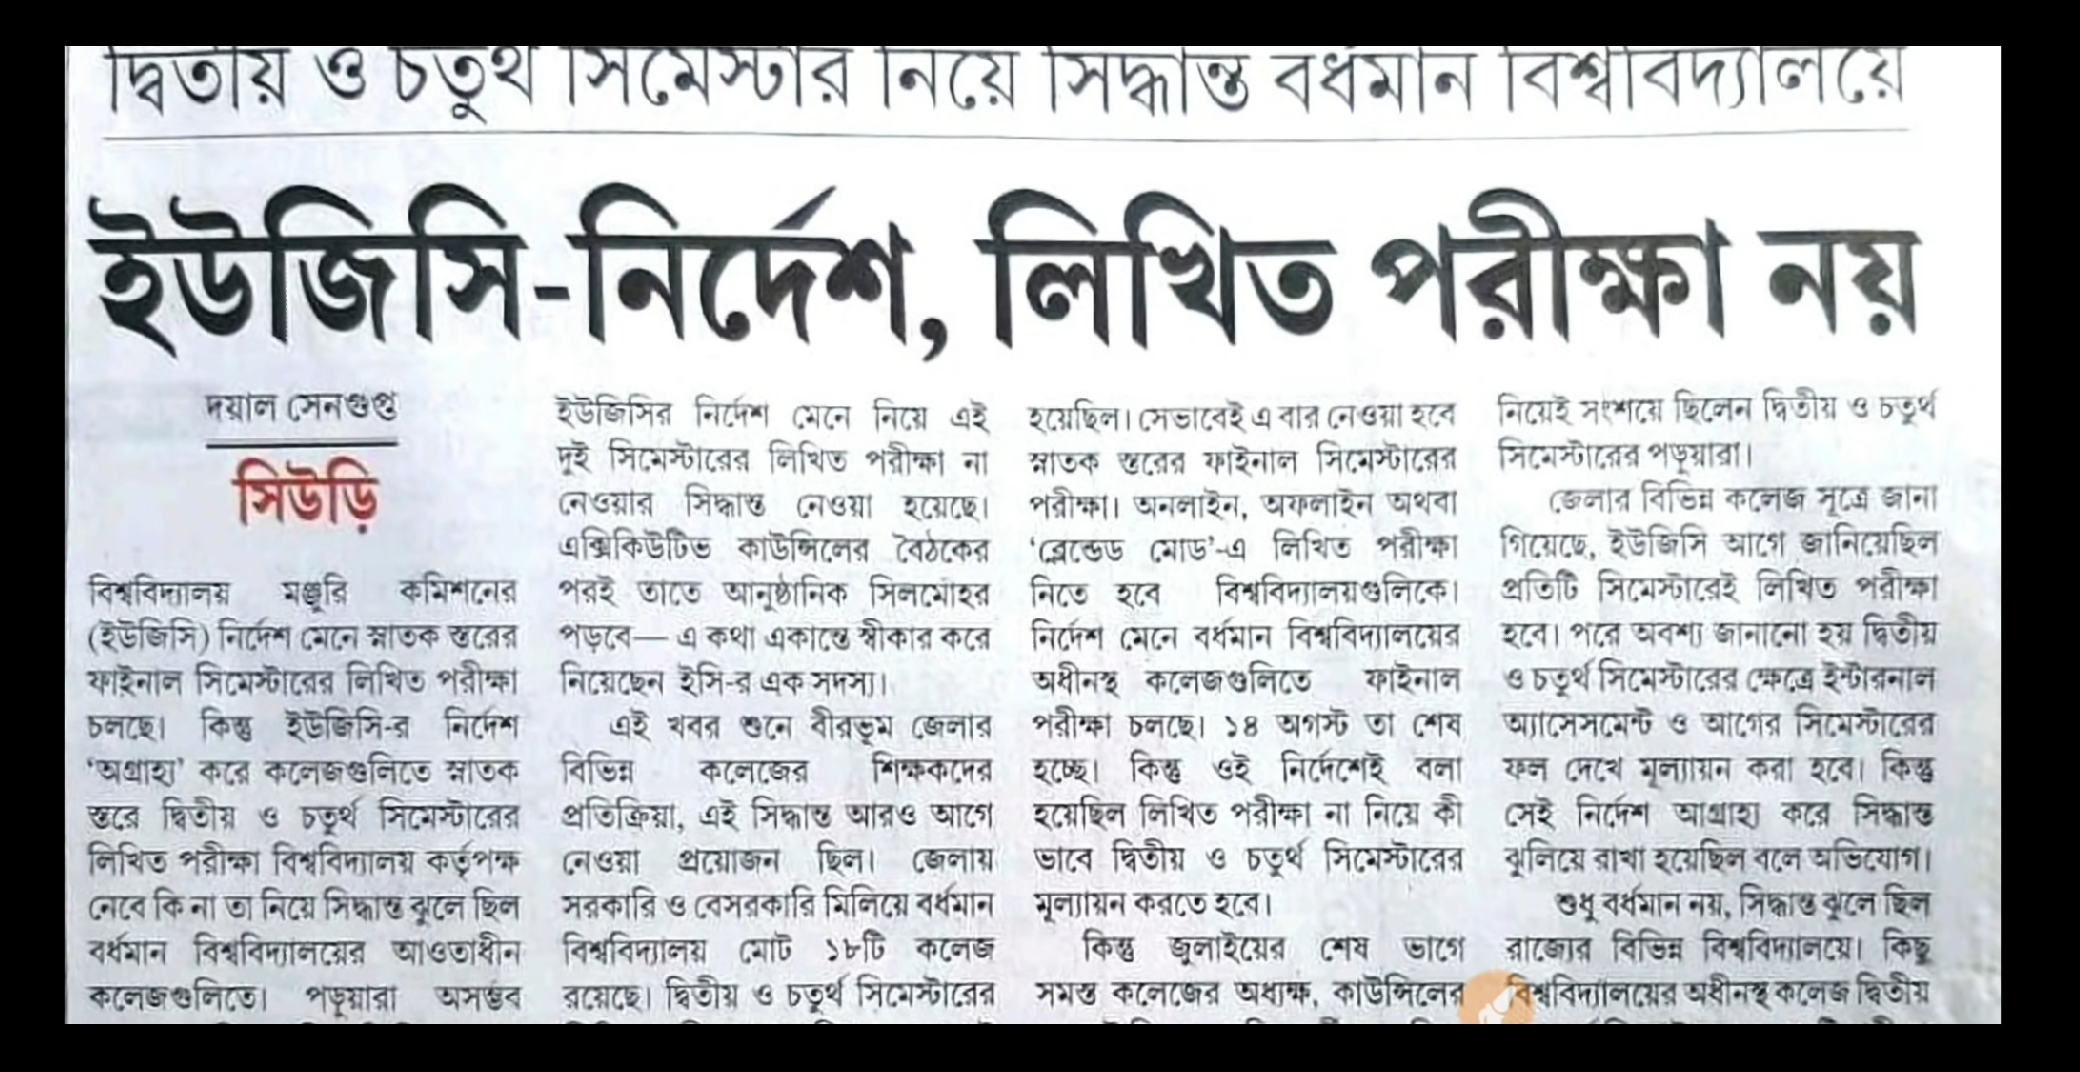 দ্বিতীয় ও চতুর্থ সিমেস্টার নিয়ে সিদ্ধান্ত বর্ধমান বিশ্ববিদ্যালয়ে
ইউজিসি-নির্দেশ, লিখিত পরীক্ষা নয়
দয়াল সেনগুপ্ত
সিউড়ি
বিশ্ববিদ্যালয় মঞ্জুরি কমিশনের
(ইউজিসি) নির্দেশ মেনে স্নাতক স্তরের
ফাইনাল সিমেস্টারের লিখিত পরীক্ষা
চলছে। কিন্তু ইউজিসি-র নির্দেশ
‘অগ্রাহ্য’ করে কলেজগুলিতে স্নাতক
স্তরে দ্বিতীয় ও চতুর্থ সিমেস্টারের
লিখিত পরীক্ষা বিশ্ববিদ্যালয় কর্তৃপক্ষ
নেবে কি না তা নিয়ে সিদ্ধান্ত ঝুলে ছিল
বর্ধমান বিশ্ববিদ্যালয়ের আওতাধীন
কলেজগুলিতে। পড়ুয়ারা অসম্ভব
ইউজিসির নির্দেশ মেনে নিয়ে এই
দুই সিমেস্টারের লিখিত পরীক্ষা না
নেওয়ার সিদ্ধান্ত নেওয়া হয়েছে।
এক্সিকিউটিভ কাউন্সিলের বৈঠকের
পরই তাতে আনুষ্ঠানিক সিলমোহর
পড়বে— এ কথা একান্তে স্বীকার করে
নিয়েছেন ইসি-র এক সদস্য।
এই খবর শুনে বীরভূম জেলার
বিভিন্ন কলেজের শিক্ষকদের
প্রতিক্রিয়া, এই সিদ্ধান্ত আরও আগে
নেওয়া প্রয়োজন ছিল। জেলায়
সরকারি ও বেসরকারি মিলিয়ে বর্ধমান
বিশ্ববিদ্যালয় মোট ১৮টি কলেজ
রয়েছে। দ্বিতীয় ও চতুর্থ সিমেস্টারের
হয়েছিল। সেভাবেই এ বার নেওয়া হবে
স্নাতক স্তরের ফাইনাল সিমেস্টারের
পরীক্ষা। অনলাইন, অফলাইন অথবা
‘ব্লেন্ডেড মোড’-এ লিখিত পরীক্ষা
নিতে হবে বিশ্ববিদ্যালয়গুলিকে।
নির্দেশ মেনে বর্ধমান বিশ্ববিদ্যালয়ের
অধীনস্থ কলেজগুলিতে ফাইনাল
পরীক্ষা চলছে। ১৪ অগস্ট তা শেষ
হচ্ছে। কিন্তু ওই নির্দেশেই বলা
হয়েছিল লিখিত পরীক্ষা না নিয়ে কী
ভাবে দ্বিতীয় ও চতুর্থ সিমেস্টারের
মূল্যায়ন করতে হবে।
কিন্তু জুলাইয়ের শেষ ভাগে
সমস্ত কলেজের অধ্যক্ষ, কাউন্সিলের
নিয়েই সংশয়ে ছিলেন দ্বিতীয় ও চতুর্থ
সিমেস্টারের পড়ুয়ারা।
জেলার বিভিন্ন কলেজ সূত্রে জানা
গিয়েছে, ইউজিসি আগে জানিয়েছিল
প্রতিটি সিমেস্টারেই লিখিত পরীক্ষা
হবে। পরে অবশ্য জানানো হয় দ্বিতীয়
ও চতুর্থ সিমেস্টারের ক্ষেত্রে ইন্টারনাল
অ্যাসেসমেন্ট ও আগের সিমেস্টারের
ফল দেখে মূল্যায়ন করা হবে। কিন্তু
সেই নির্দেশ আগ্রাহ্য করে সিদ্ধান্ত
ঝুলিয়ে রাখা হয়েছিল বলে অভিযোগ।
শুধু বর্ধমান নয়, সিদ্ধান্ত ঝুলে ছিল
রাজ্যের বিভিন্ন বিশ্ববিদ্যালয়ে। কিছু
বিশ্ববিদ্যালয়ের অধীনস্থ কলেজ দ্বিতীয়